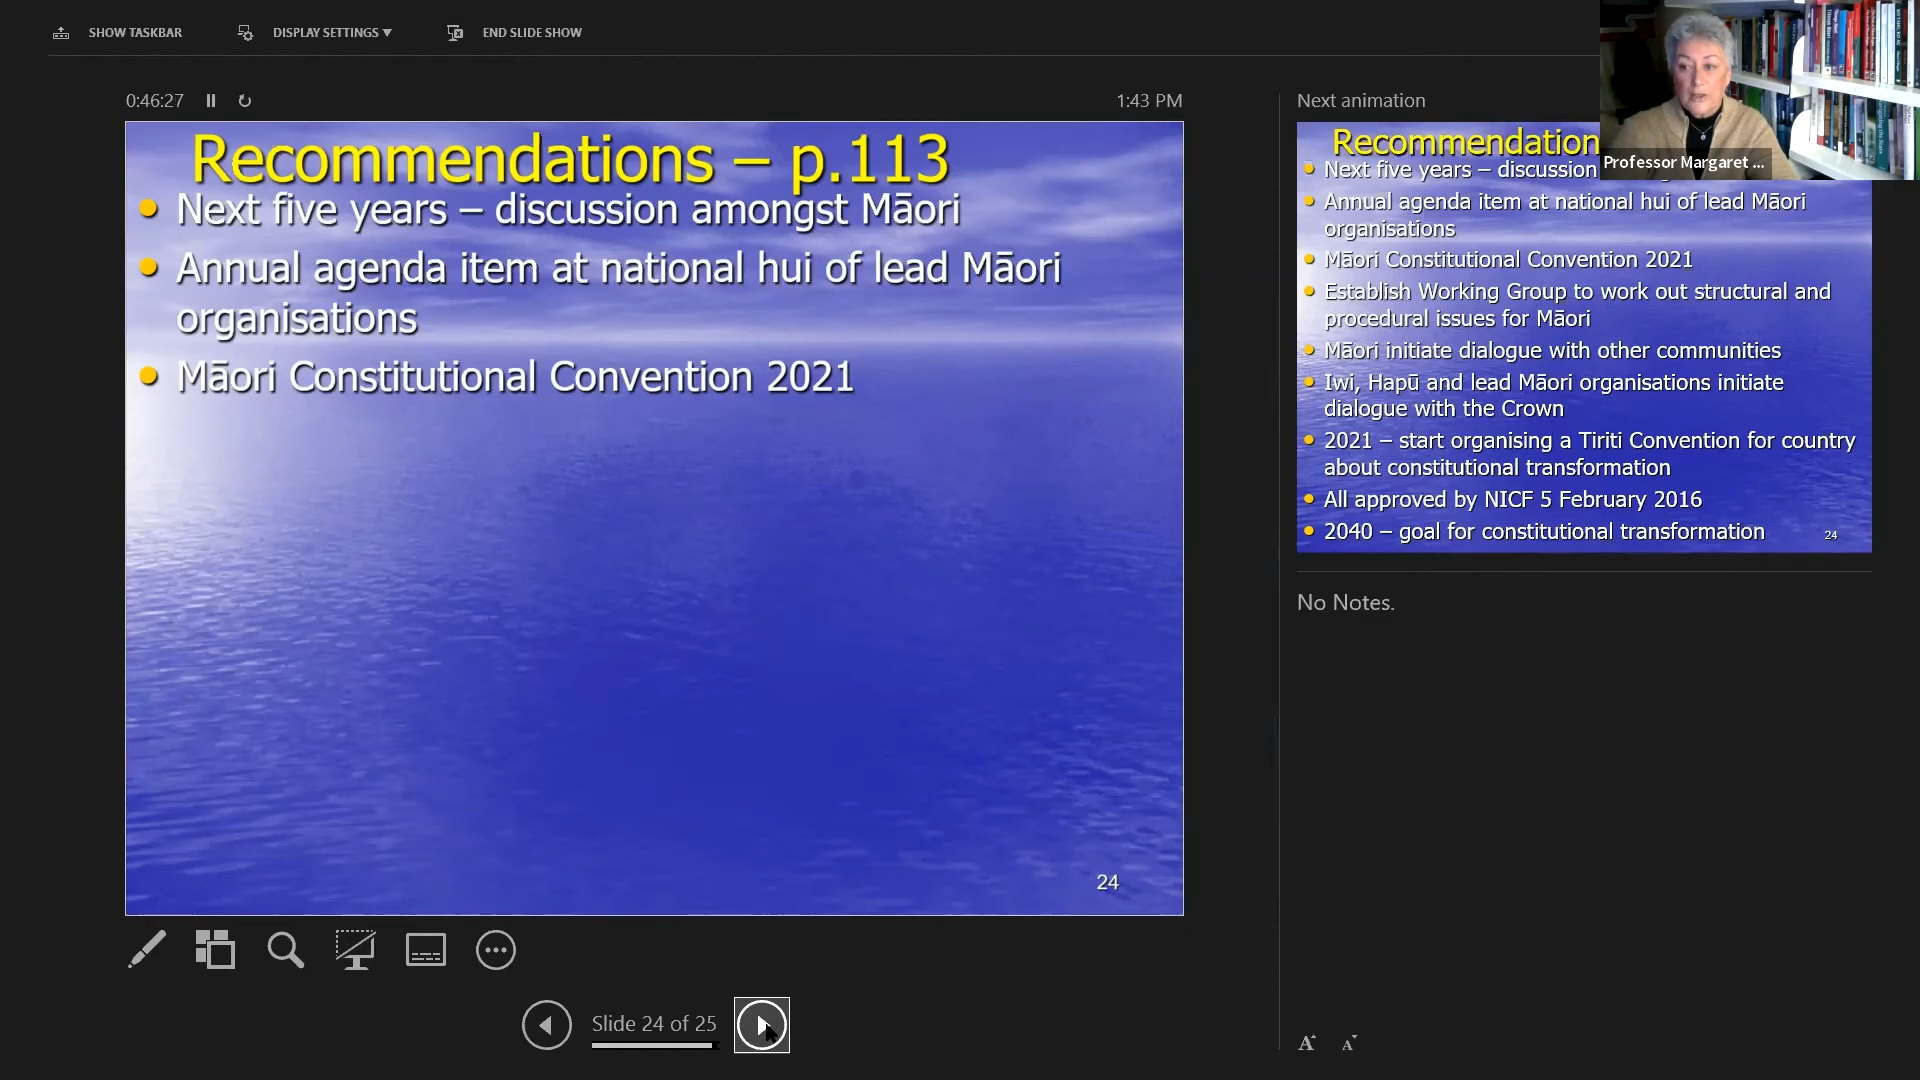 SHOW TASKBAR
DISPLAY SETTINGS
END SLIDE SHOW
0:46:27
1:43 PM
Recommendations – p.113
Next five years – discussion amongst Māori
Annual agenda item at national hui of lead Māori
organisations
Māori Constitutional Convention 2021
24
Slide 24 of 25
Next animation
Recommendation
Next five years – discussion
Annual agenda item at national hui of lead Māori
organisations
Māori Constitutional Convention 2021
Establish Working Group to work out structural and
procedural issues for Māori
Māori initiate dialogue with other communities
Iwi, Hapū and lead Māori organisations initiate
dialogue with the Crown
2021 – start organising a Tiriti Convention for country
about constitutional transformation
All approved by NICF 5 February 2016
2040 – goal for constitutional transformation
24
Professor Margaret ...
No Notes.
A A